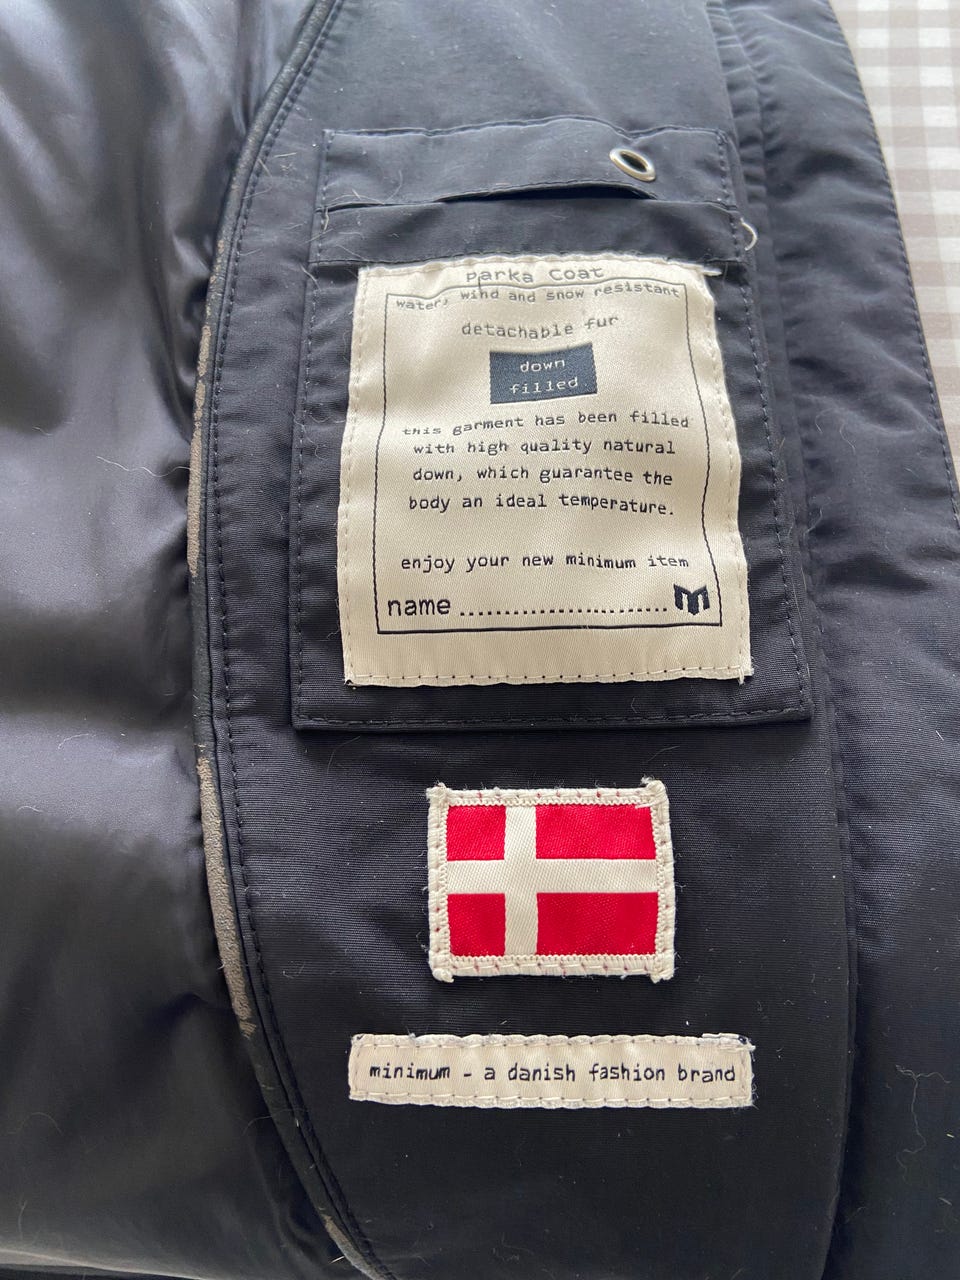 Parka Coat
water, wind and snow resistant
detachable fur
down
filled
this garment has been filled
with high quality natural
down, which guarantee the
body an ideal temperature.
enjoy your new minimum item
name ........................
minimum - a danish fashion brand